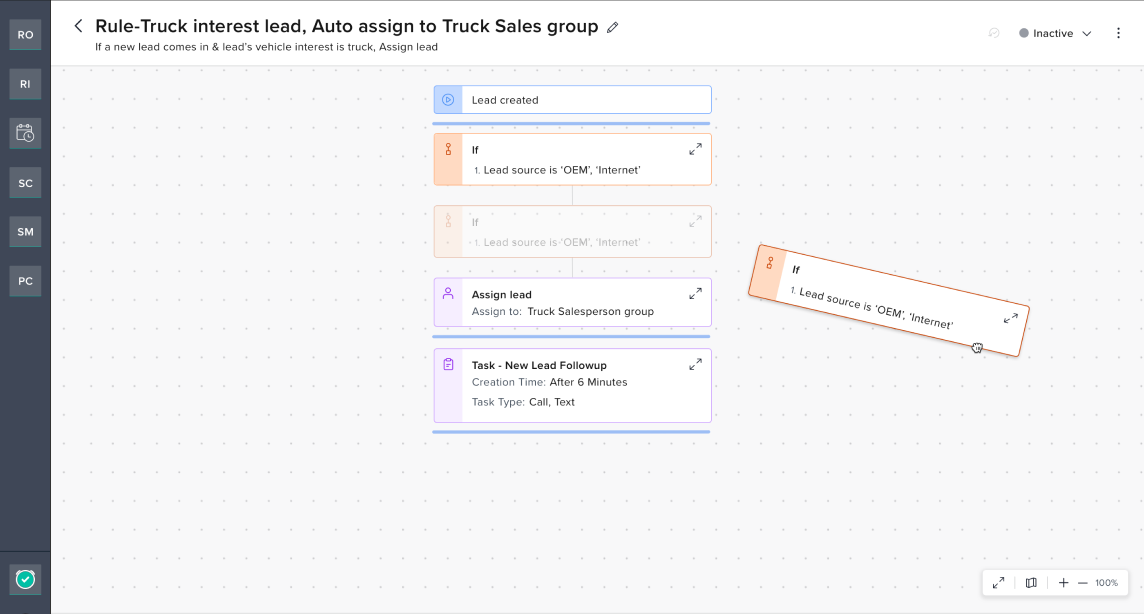 RO
RI
SC
SM
PC
Rule-Truck interest lead, Auto assign to Truck Sales group
If a new lead comes in & lead's vehicle interest is truck, Assign lead
Inactive
Lead created
If
1. Lead source is ‘OEM’, ‘Internet’
If
1. Lead source is ‘OEM’, ‘Internet’
Assign lead
Assign to: Truck Salesperson group
Task - New Lead Followup
Creation Time: After 6 Minutes
Task Type: Call, Text
If
1. Lead source is ‘OEM’, ‘Internet’
100%